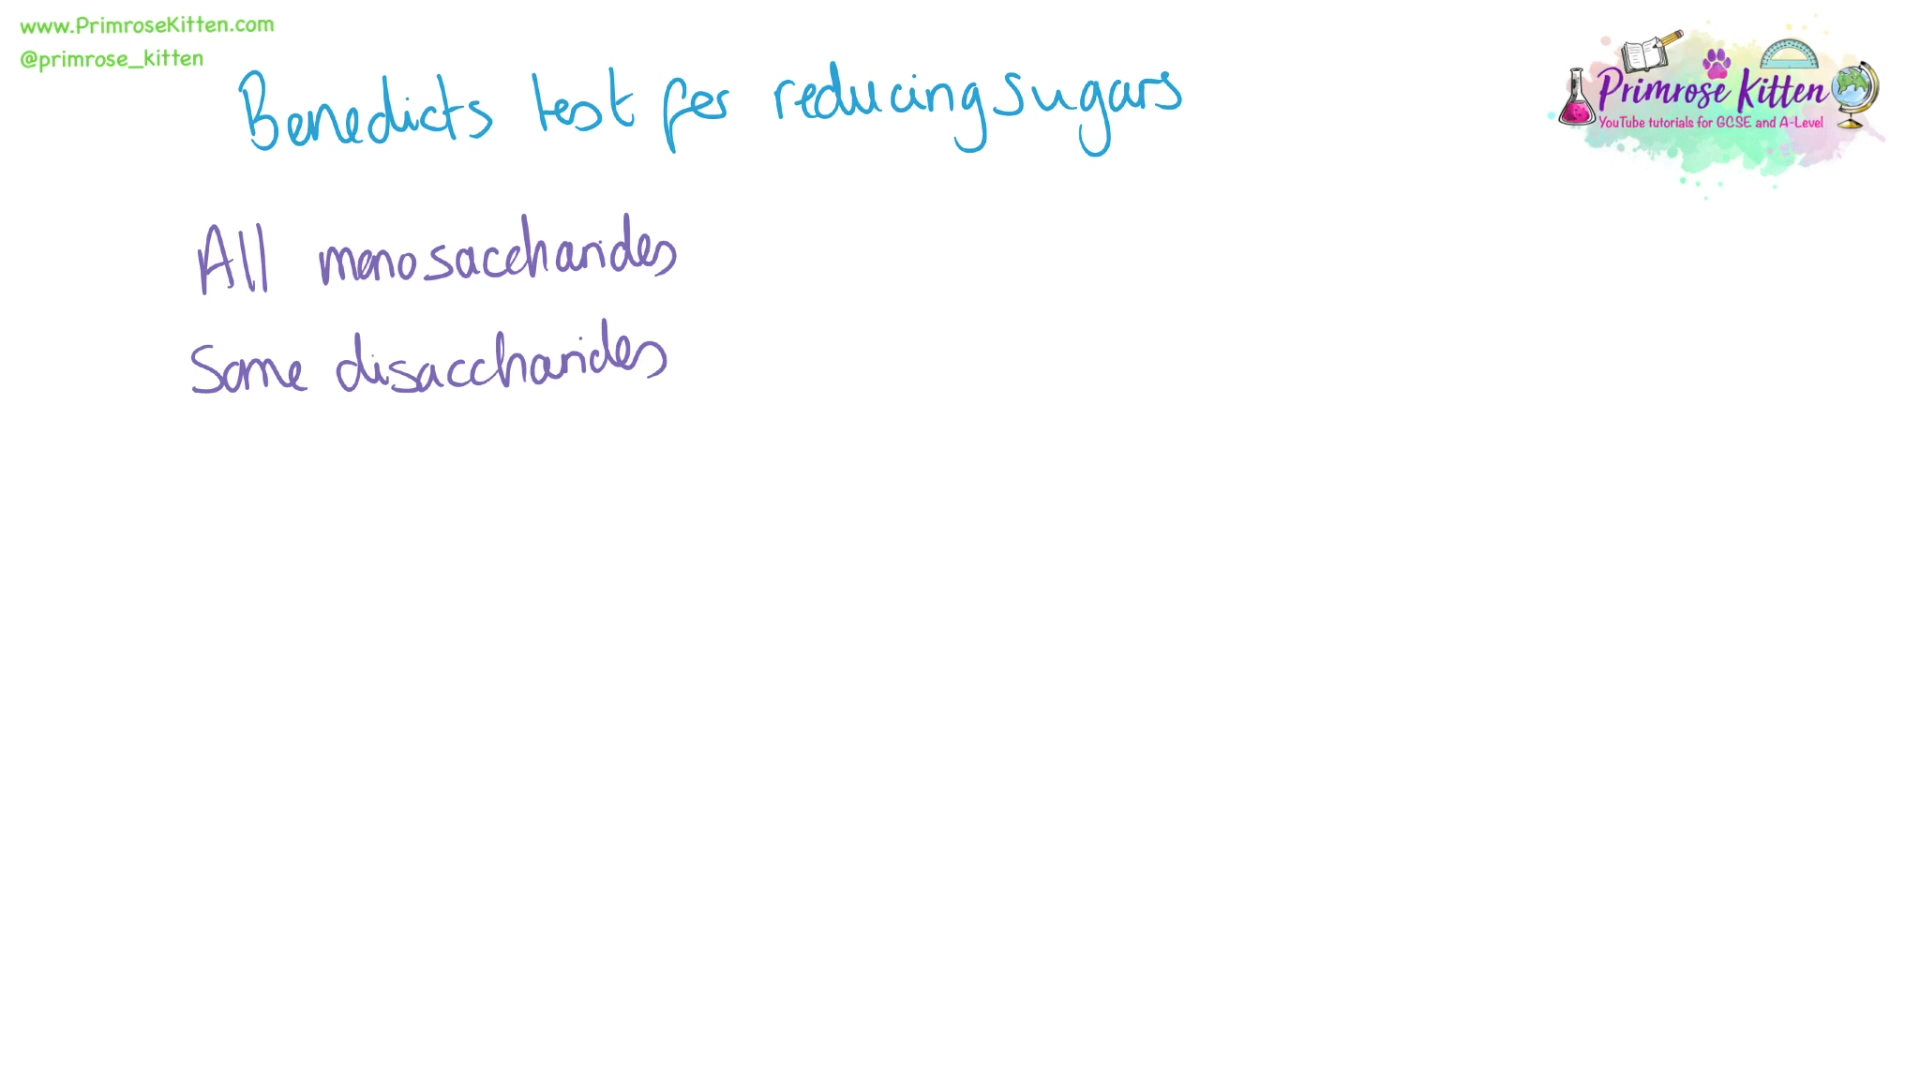 www.PrimroseKitten.com
@primrose_kitten
Benedicts test for reducing sugars
Primrose Kitten
YouTube tutorials for GCSE and A-Level
All monosaccharides
Some disaccharides